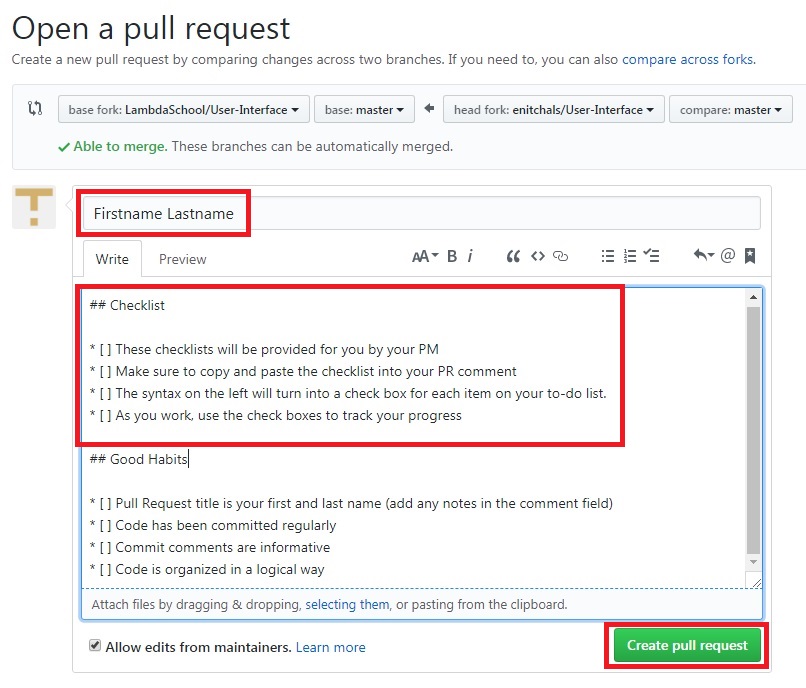 Open a pull request
Create a new pull request by comparing changes across two branches. If you need to, you can also compare across forks.
base fork: LambdaSchool/User-Interface base: master head fork: enitchals/User-Interface compare: master
Able to merge. These branches can be automatically merged.
Firstname Lastname
Write Preview AA B i
## Checklist
* [ ] These checklists will be provided for you by your PM
* [ ] Make sure to copy and paste the checklist into your PR comment
* [ ] The syntax on the left will turn into a check box for each item on your to-do list.
* [ ] As you work, use the check boxes to track your progress
## Good Habits
* [ ] Pull Request title is your first and last name (add any notes in the comment field)
* [ ] Code has been committed regularly
* [ ] Commit comments are informative
* [ ] Code is organized in a logical way
Attach files by dragging & dropping, selecting them, or pasting from the clipboard.
Allow edits from maintainers. Learn more
Create pull request